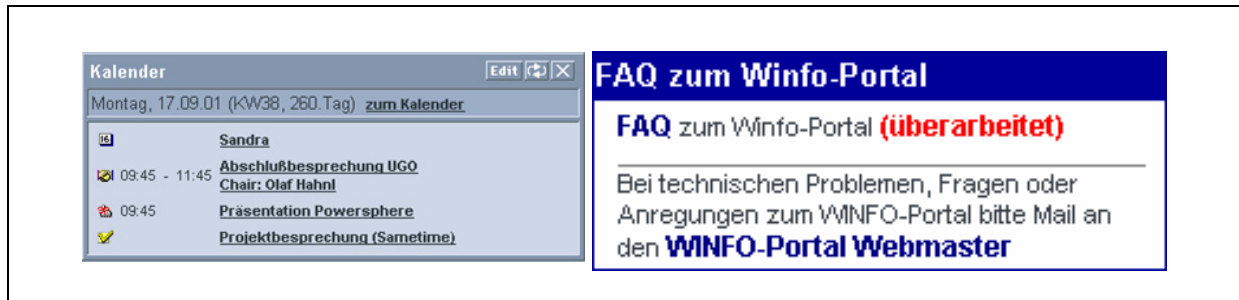 Kalender Edit
Montag, 17.09.01 (KW38, 260.Tag) zum Kalender
16 Sandra
09:45 - 11:45 Abschlußbesprechung UGO
Chair: Olaf Hahnl
09:45 Präsentation Powersphere
Projektbesprechung (Sametime)
FAQ zum Winfo-Portal
FAQ zum Winfo-Portal (überarbeitet)
Bei technischen Problemen, Fragen oder
Anregungen zum WINFO-Portal bitte Mail an
den WINFO-Portal Webmaster